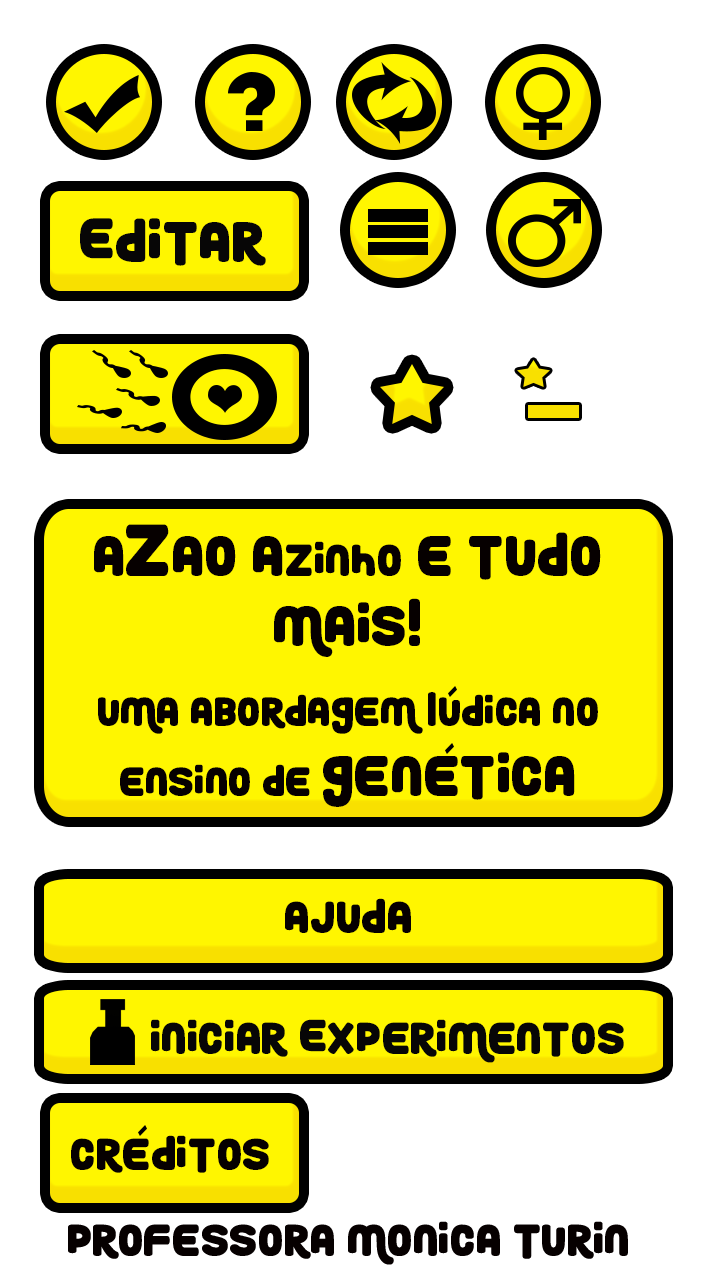 ?
Editar
AZAO Azinho E TUDO
MAIS!
UMA ABORDAGEM LÚDICA NO
ENSINO DE GENÉTICA
AJUDA
INICIAR EXPERIMENTOS
CRÉDITOS
PROFESSORA MONICA TURIN